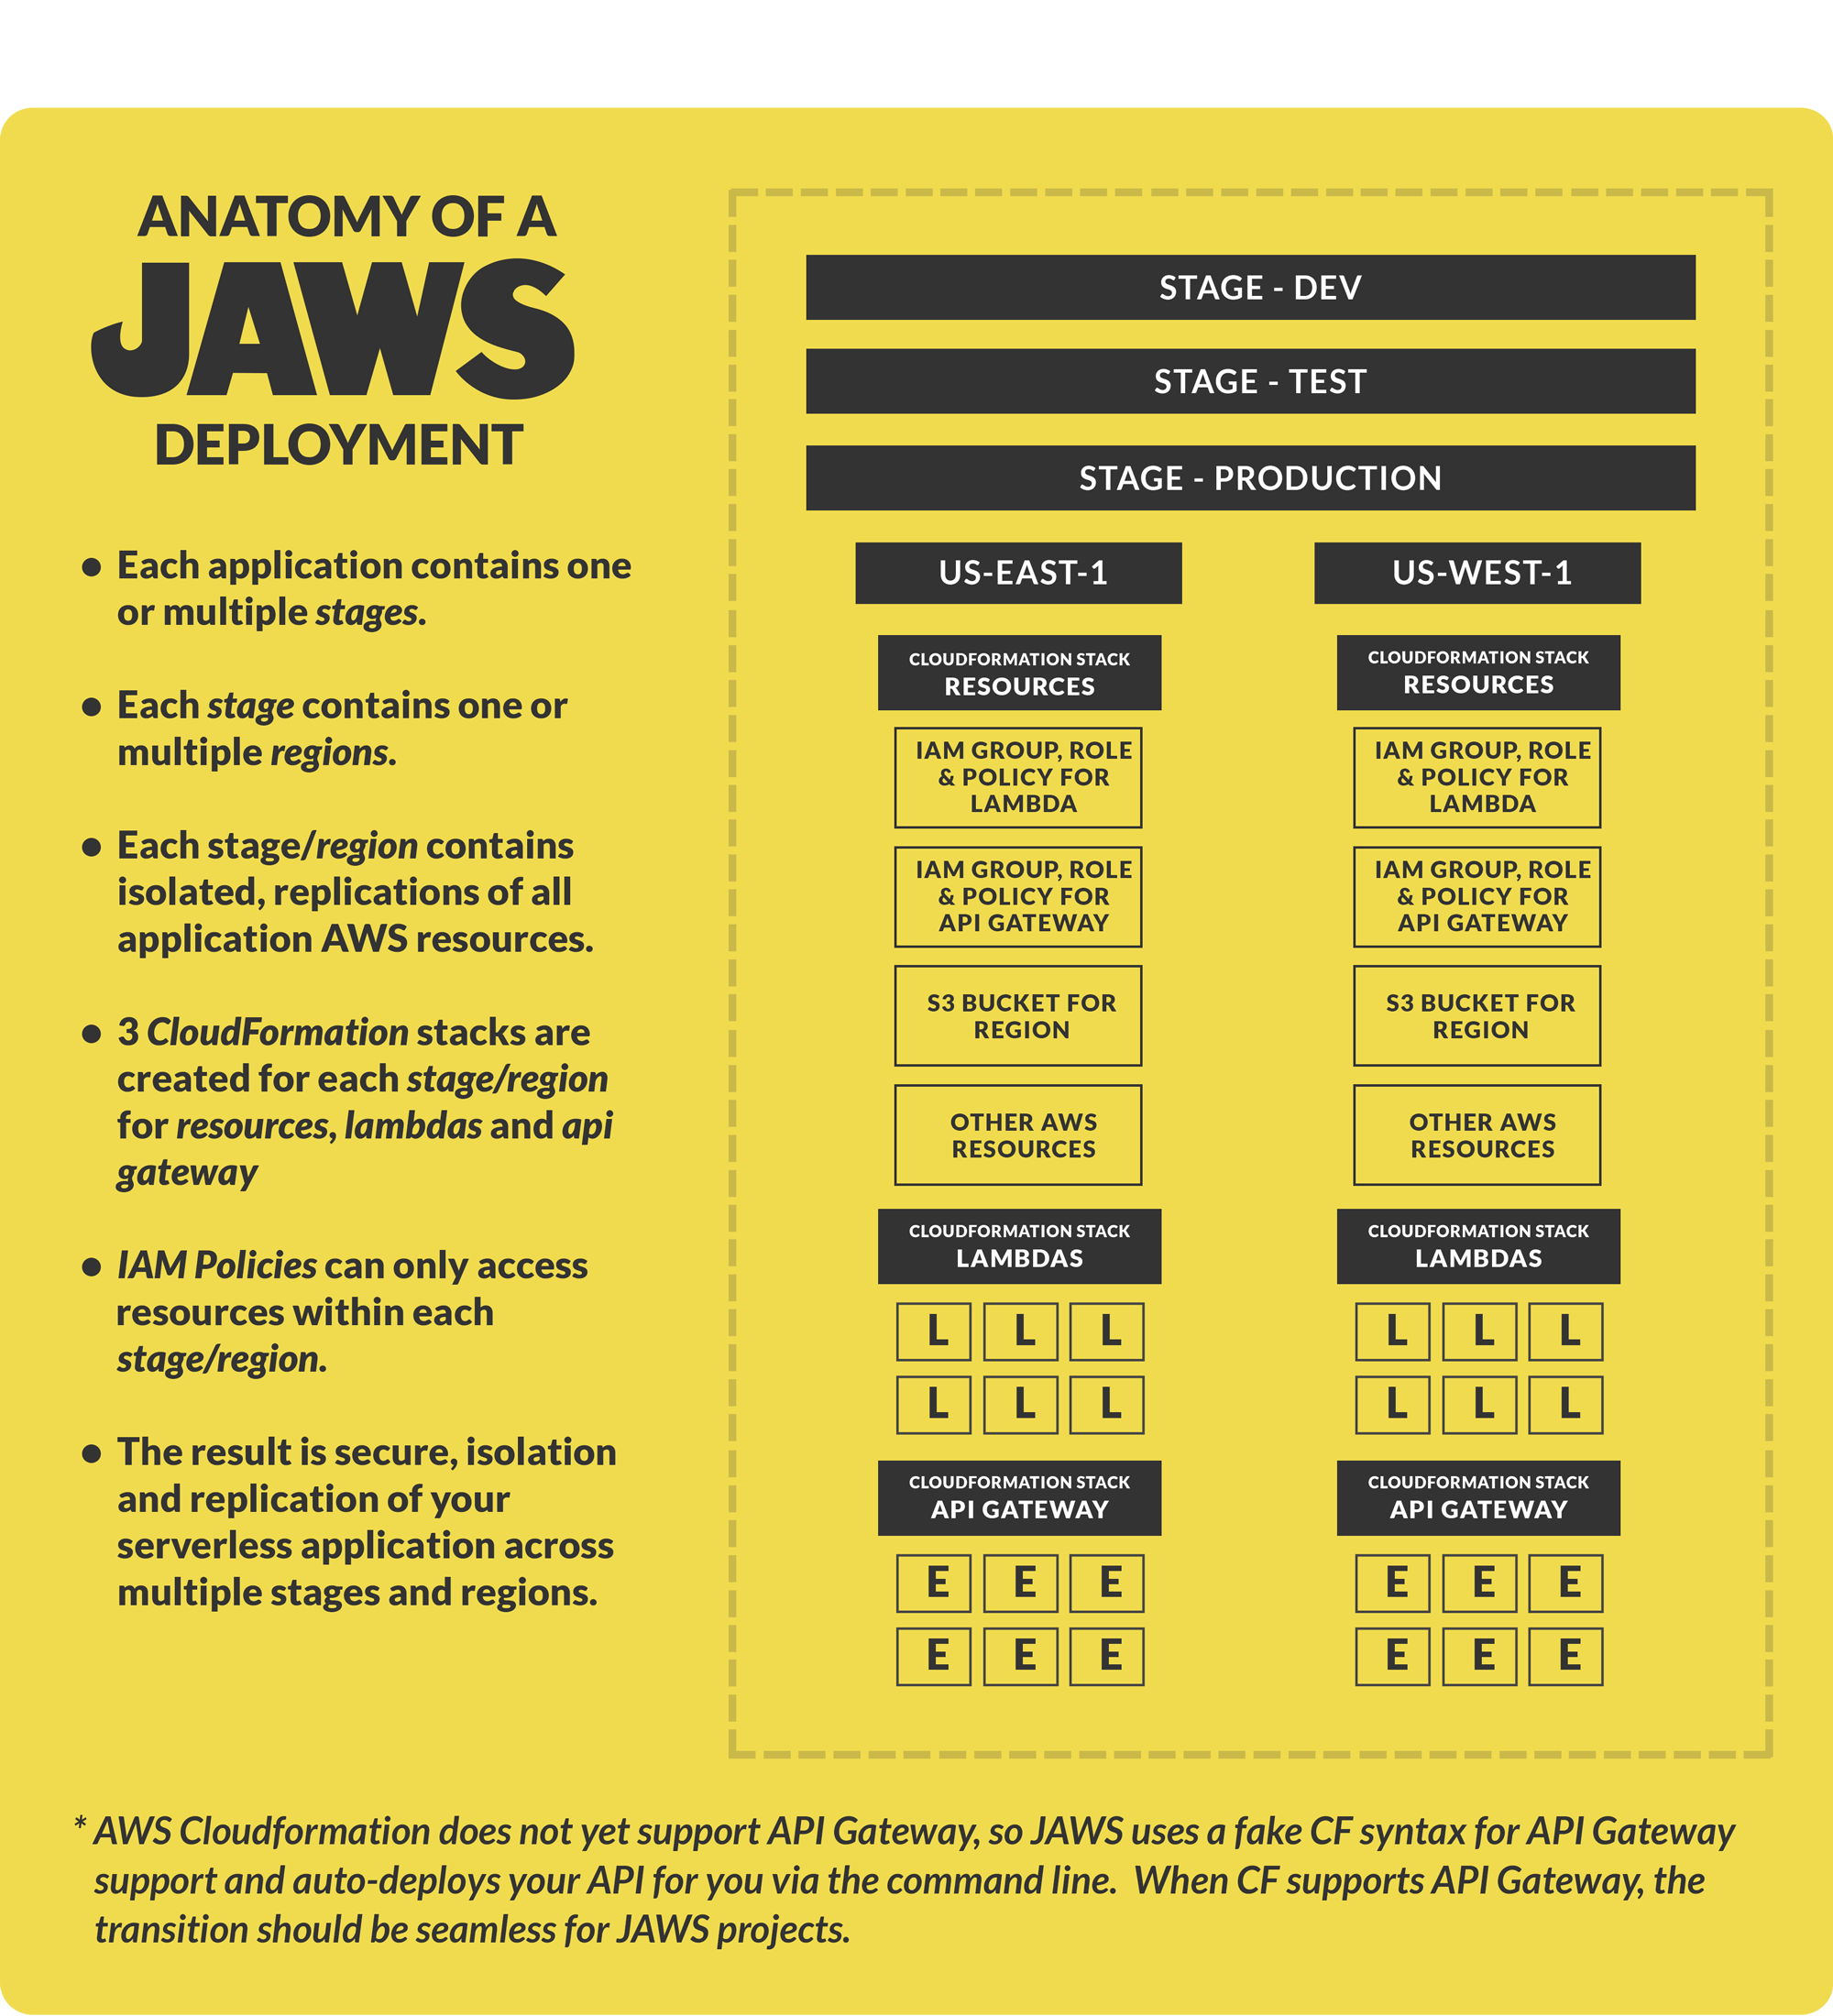 ANATOMY OF A
JAWS
DEPLOYMENT
● Each application contains one
or multiple stages.
● Each stage contains one or
multiple regions.
● Each stage/region contains
isolated, replications of all
application AWS resources.
● 3 CloudFormation stacks are
created for each stage/region
for resources, lambdas and api
gateway
● IAM Policies can only access
resources within each
stage/region.
● The result is secure, isolation
and replication of your
serverless application across
multiple stages and regions.
STAGE - DEV
STAGE - TEST
STAGE - PRODUCTION
US-EAST-1
CLOUDFORMATION STACK
RESOURCES
IAM GROUP, ROLE
& POLICY FOR
LAMBDA
IAM GROUP, ROLE
& POLICY FOR
API GATEWAY
S3 BUCKET FOR
REGION
OTHER AWS
RESOURCES
CLOUDFORMATION STACK
LAMBDAS
L L L
L L L
CLOUDFORMATION STACK
API GATEWAY
E E E
E E E
US-WEST-1
CLOUDFORMATION STACK
RESOURCES
IAM GROUP, ROLE
& POLICY FOR
LAMBDA
IAM GROUP, ROLE
& POLICY FOR
API GATEWAY
S3 BUCKET FOR
REGION
OTHER AWS
RESOURCES
CLOUDFORMATION STACK
LAMBDAS
L L L
L L L
CLOUDFORMATION STACK
API GATEWAY
E E E
E E E
* AWS Cloudformation does not yet support API Gateway, so JAWS uses a fake CF syntax for API Gateway
support and auto-deploys your API for you via the command line.  When CF supports API Gateway, the
transition should be seamless for JAWS projects.